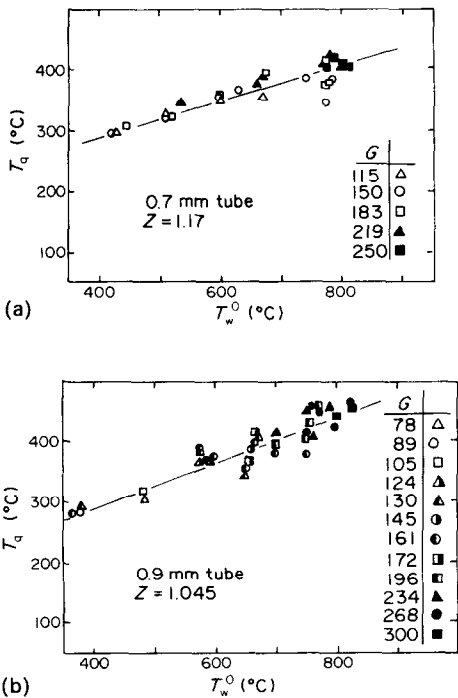 400
300
200
100
T_q (°C)
0.7 mm tube
Z = 1.17
G
115 △
150 ○
183 □
219 ▲
250 ■
400 600 800
(a)
T_w^0 (°C)
400
300
200
100
T_q (°C)
0.9 mm tube
Z = 1.045
G
78
89
105
124
130
145
161
172
196
234
268
300
400 600 800
(b)
T_w^0 (°C)